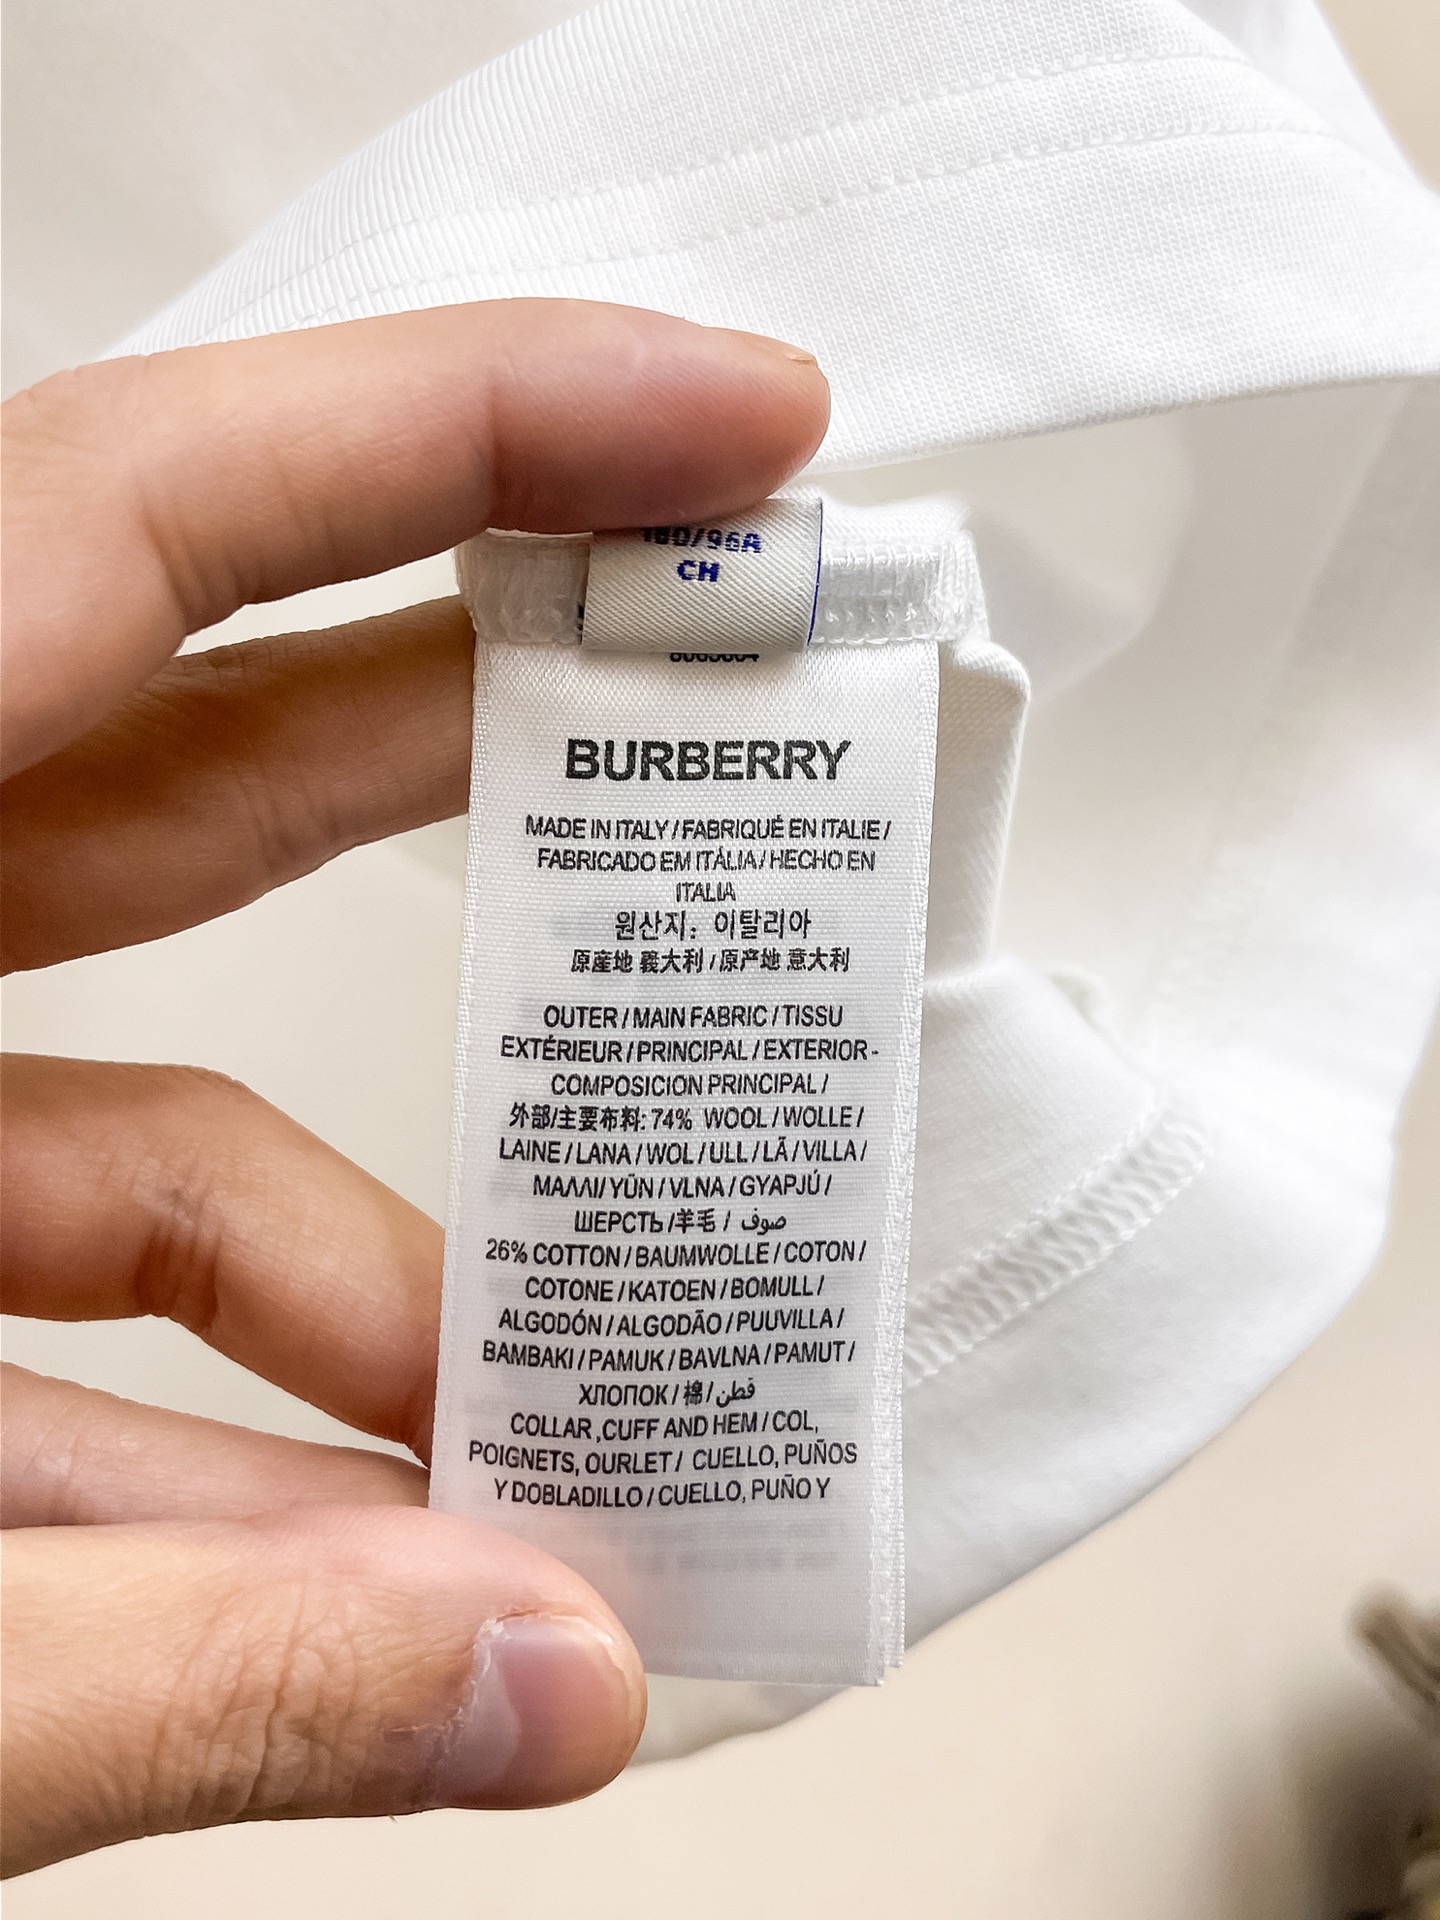 180/96A
CH
BURBERRY
MADE IN ITALY / FABRIQUÉ EN ITALIE /
FABRICADO EM ITÁLIA / HECHO EN
ITALIA
원산지: 이탈리아
原産地 義大利 / 原产地 意大利
OUTER / MAIN FABRIC / TISSU
EXTÉRIEUR / PRINCIPAL / EXTERIOR -
COMPOSICION PRINCIPAL /
外部/主要布料: 74% WOOL / WOLLE /
LAINE / LANA / WOL / ULL / LÃ / VILLA /
ΜΑΛΛΙ / YŪN / VLNA / GYAPJÚ /
ШЕРСТЬ /羊毛 / صوف
26% COTTON / BAUMWOLLE / COTON /
COTONE / KATOEN / BOMULL /
ALGODÓN / ALGODÃO / PUUVILLA /
BAMBAKI / PAMUK / BAVLNA / PAMUT /
ХЛОПОК / 棉 / قطن
COLLAR ,CUFF AND HEM / COL,
POIGNETS, OURLET / CUELLO, PUÑOS
Y DOBLADILLO / CUELLO, PUÑO Y